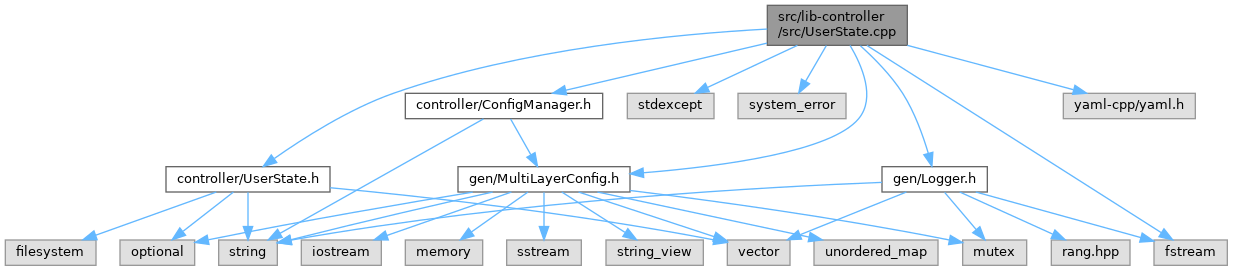 src/lib-controller
/src/UserState.cpp
controller/ConfigManager.h
stdexcept
system_error
yaml-cpp/yaml.h
controller/UserState.h
gen/MultiLayerConfig.h
gen/Logger.h
filesystem
optional
string
iostream
memory
sstream
string_view
vector
unordered_map
mutex
rang.hpp
fstream